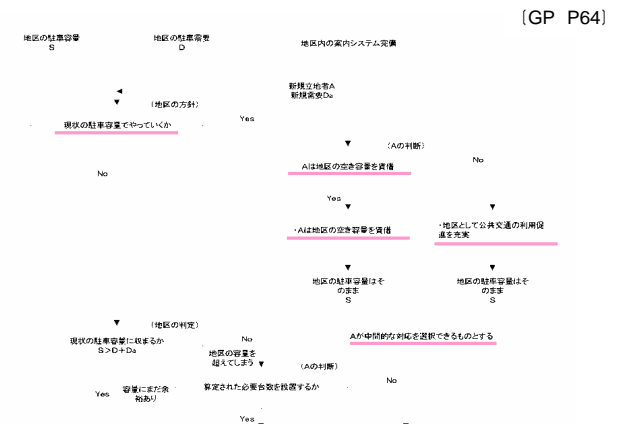 ［GP P64］
地区の駐車容量
S
地区の駐車需要
D
地区内の案内システム完備
新規立地者A
新規需要Da
（地区の方針）
現状の駐車容量でやっていくか
Yes
No
（Aの判断）
Aは地区の空き容量を賃借
No
Yes
・Aは地区の空き容量を賃借
・地区として公共交通の利用促
進を充実
地区の駐車容量はそ
のまま
S
地区の駐車容量はそ
のまま
S
（地区の判定）
現状の駐車容量に収まるか
S＞D＋Da
No
地区の容量を
超えてしまう
Aが中間的な対応を選択できるものとする
（Aの判断）
Yes
容量にまだ余
裕あり
算定された必要台数を設置するか
No
Yes